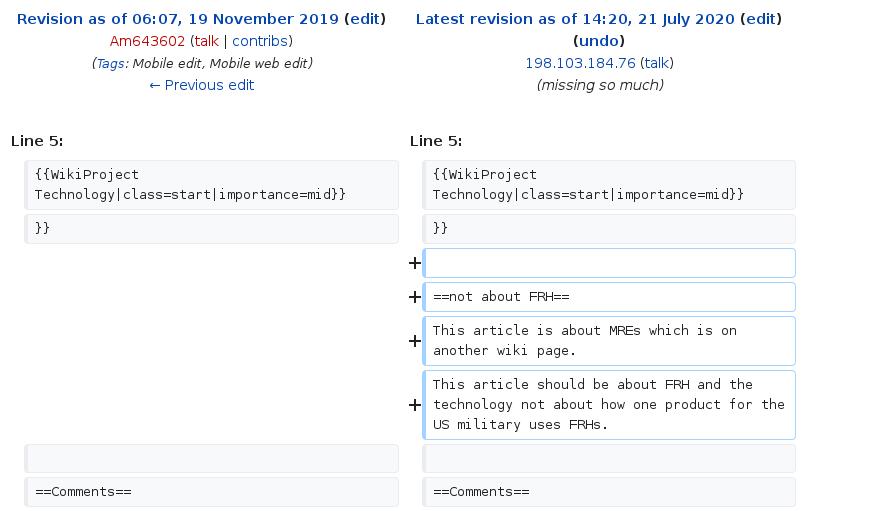 Revision as of 06:07, 19 November 2019 (edit)
Am643602 (talk | contribs)
(Tags: Mobile edit, Mobile web edit)
← Previous edit
Latest revision as of 14:20, 21 July 2020 (edit)
(undo)
198.103.184.76 (talk)
(missing so much)
Line 5:
Line 5:
{{WikiProject
Technology|class=start|importance=mid}}
{{WikiProject
Technology|class=start|importance=mid}}
}}
}}
+
+ ==not about FRH==
+ This article is about MREs which is on
another wiki page.
+ This article should be about FRH and the
technology not about how one product for the
US military uses FRHs.
==Comments==
==Comments==